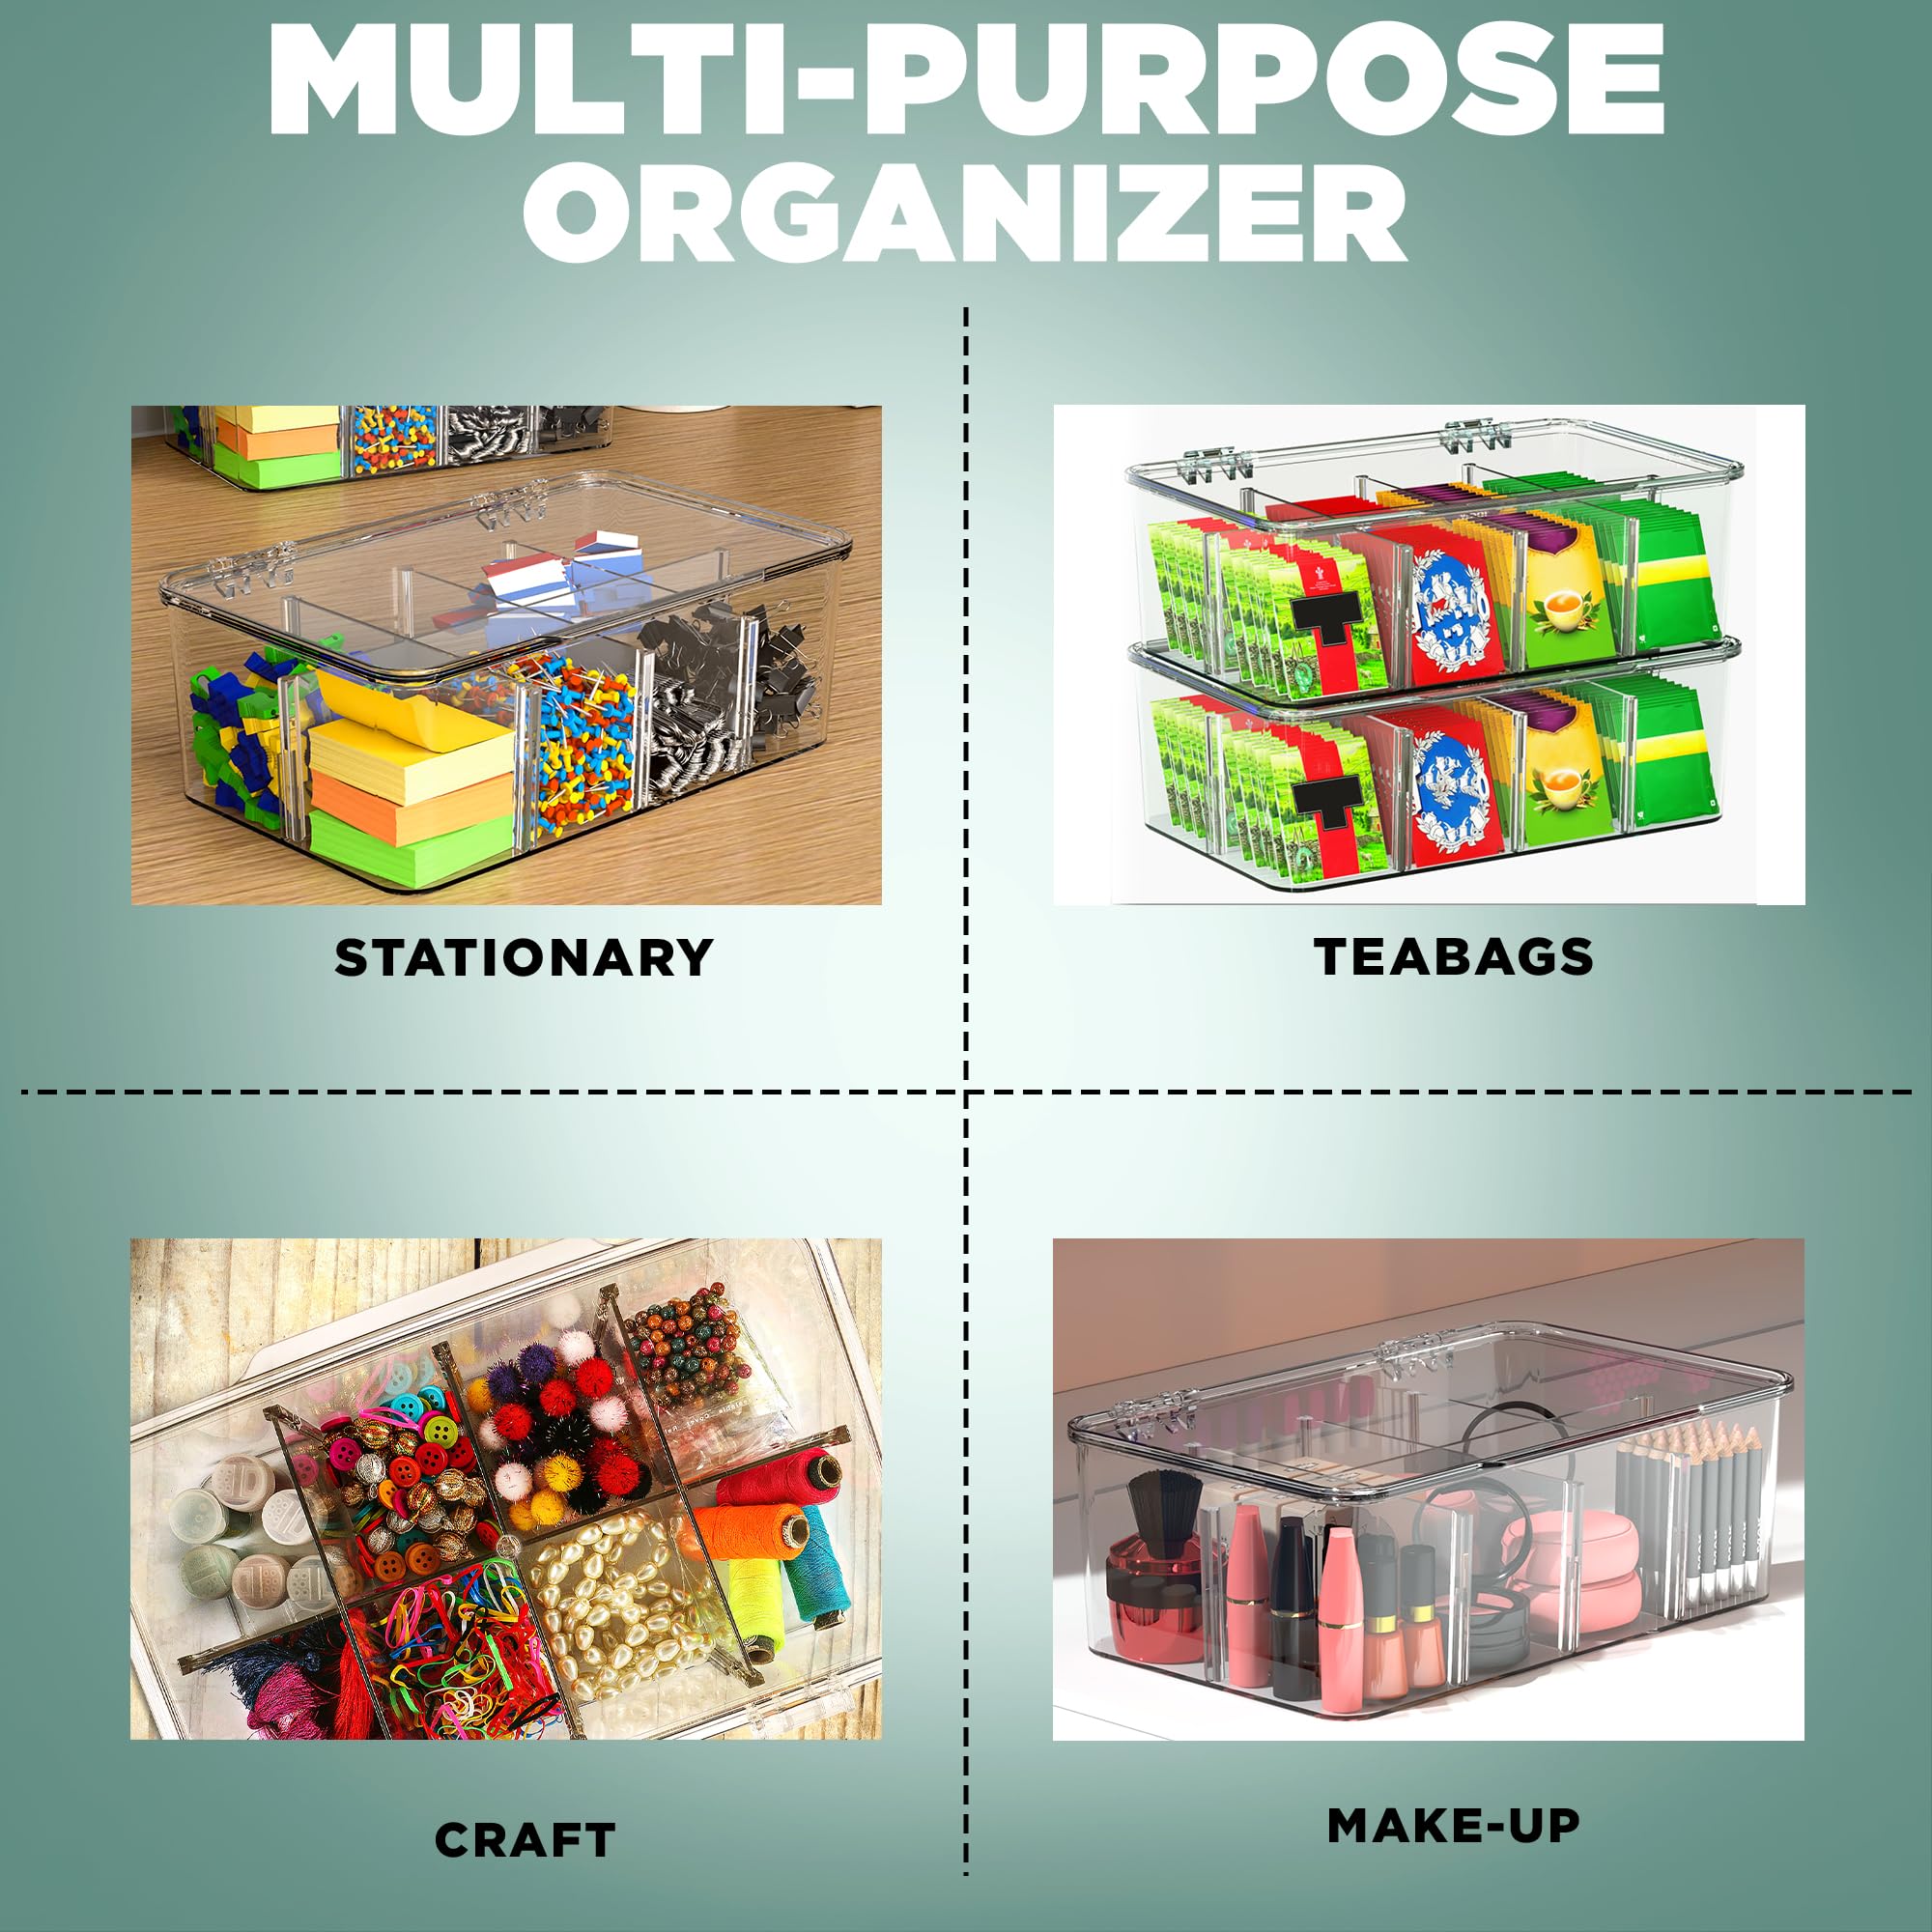 MULTI-PURPOSE
ORGANIZER
STATIONARY
TEABAGS
CRAFT
MAKE-UP